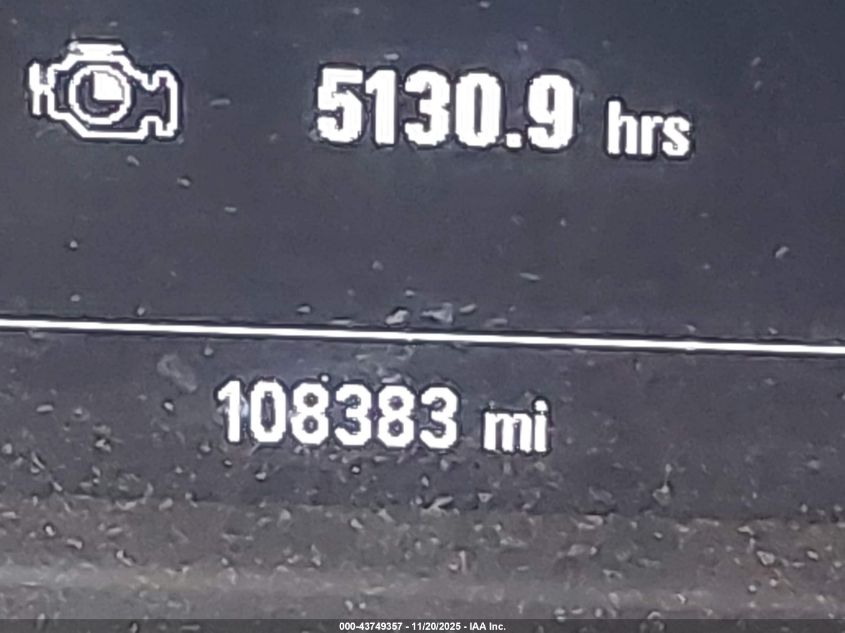 5130.9 hrs
108383 mi
000-43749357 - 11/20/2025 - IAA Inc.